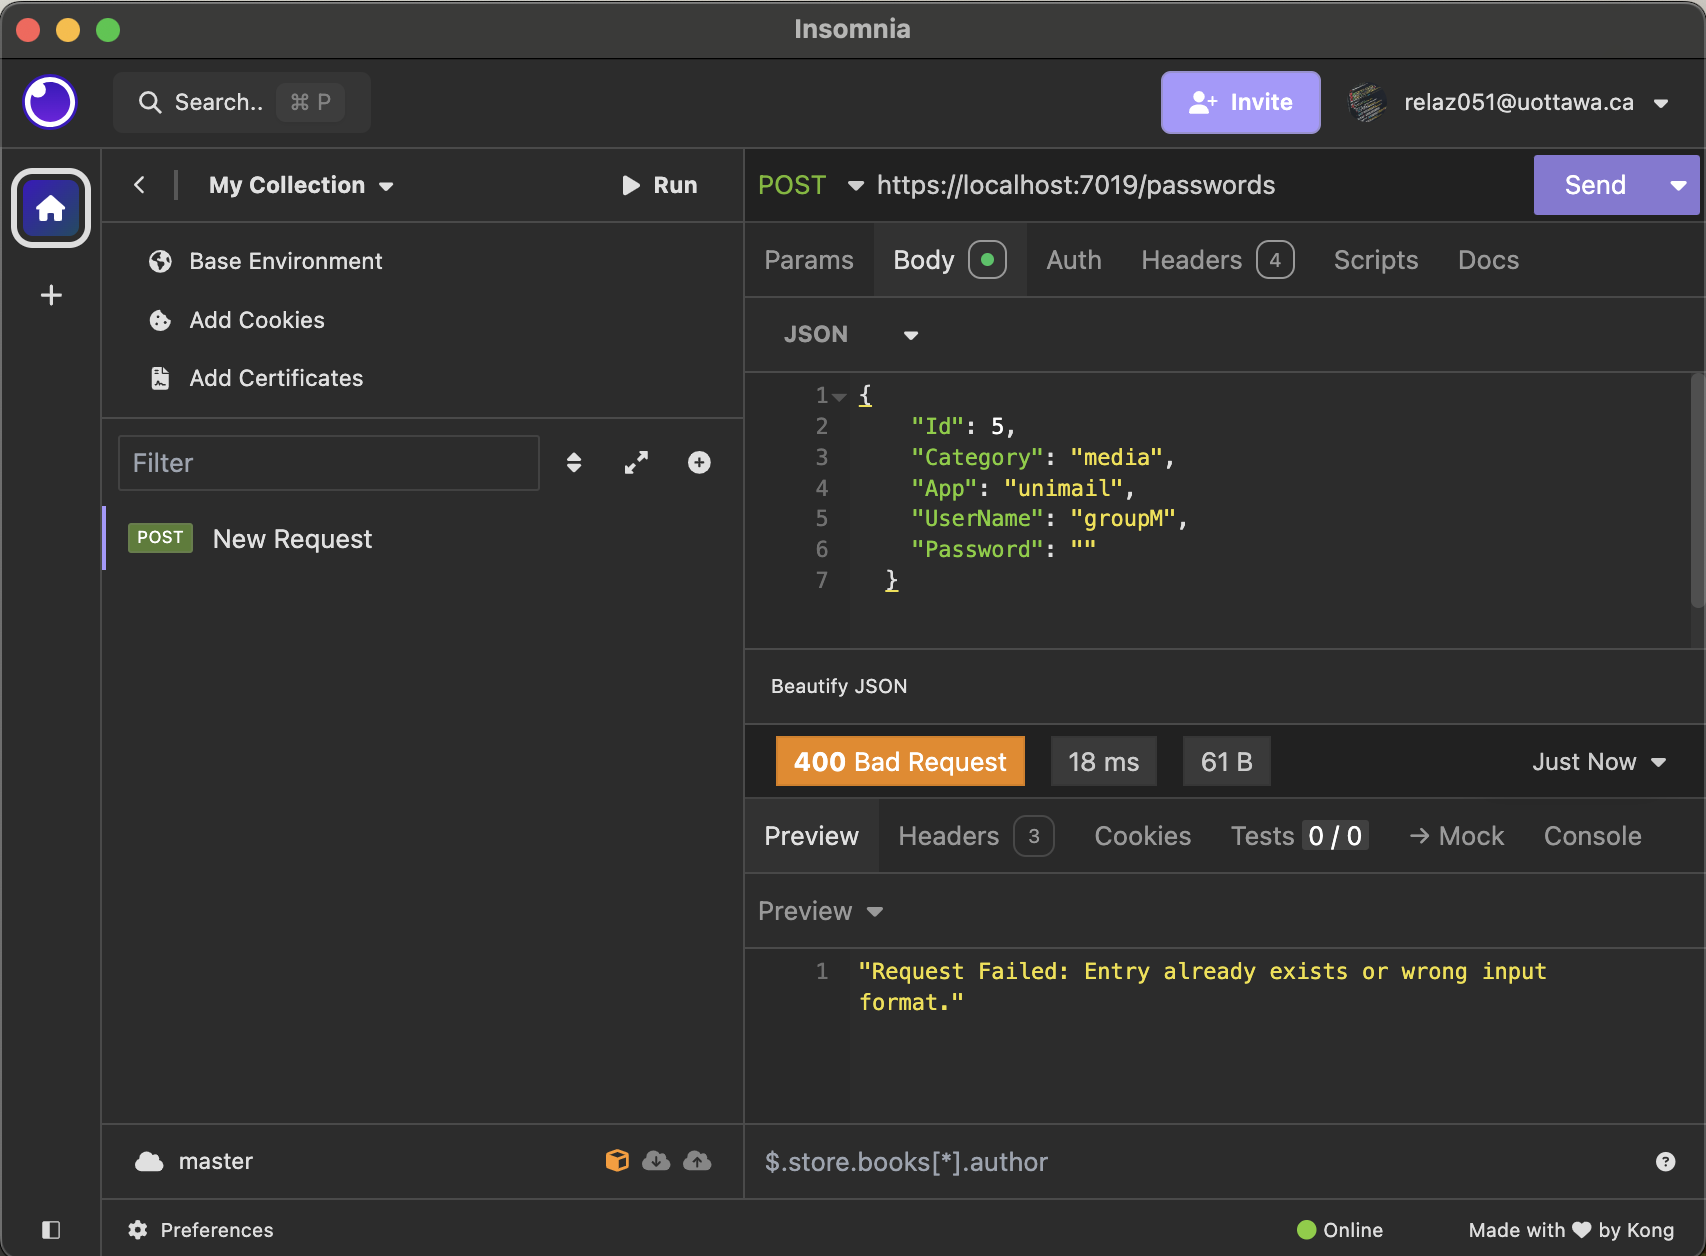 Insomnia
Search.. ⌘ P
Invite
relaz051@uottawa.ca
My Collection
Run
POST https://localhost:7019/passwords
Send
Base Environment
Add Cookies
Add Certificates
Filter
POST New Request
Params Body Auth Headers 4 Scripts Docs
JSON
1 {
2 "Id": 5,
3 "Category": "media",
4 "App": "unimail",
5 "UserName": "groupM",
6 "Password": ""
7 }
Beautify JSON
400 Bad Request 18 ms 61 B Just Now
Preview Headers 3 Cookies Tests 0 / 0 → Mock Console
Preview
1 "Request Failed: Entry already exists or wrong input
format."
master
$.store.books[*].author
?
Preferences
Online
Made with ♥ by Kong